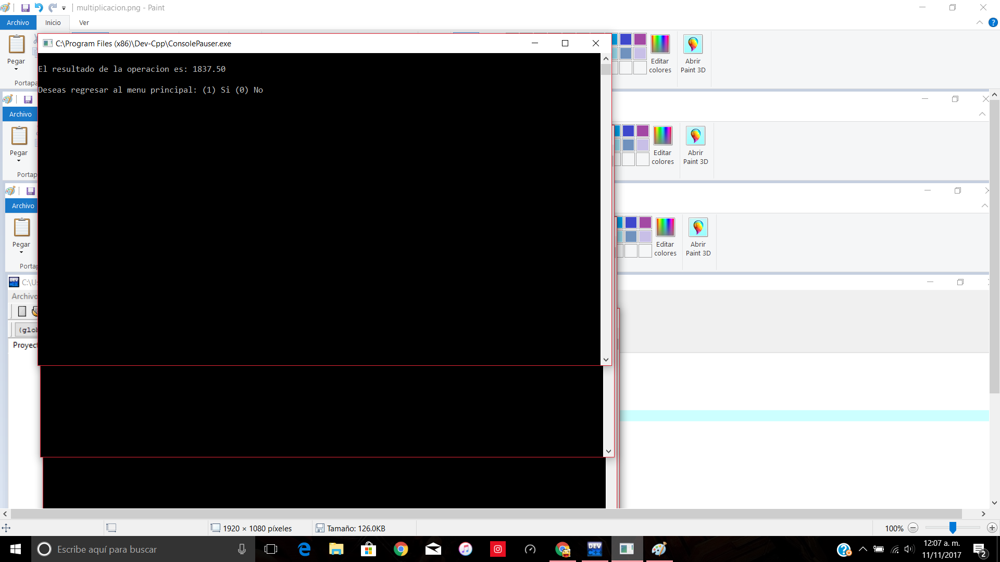 multiplicacion.png - Paint
Archivo Inicio Ver
C:\Program Files (x86)\Dev-Cpp\ConsolePauser.exe
El resultado de la operacion es: 1837.50
Deseas regresar al menu principal: (1) Si (0) No
Pegar
Portapa
Editar colores
Abrir Paint 3D
Archivo
Pegar
Portap
Editar colores
Abrir Paint 3D
Archivo
Pegar
Portap
Editar colores
Abrir Paint 3D
DEV
C:\Us
Archivo
(glob
Proyect
1920 × 1080 píxeles
Tamaño: 126.0KB
100%
Escribe aquí para buscar
DEV
12:07 a. m.
11/11/2017
2